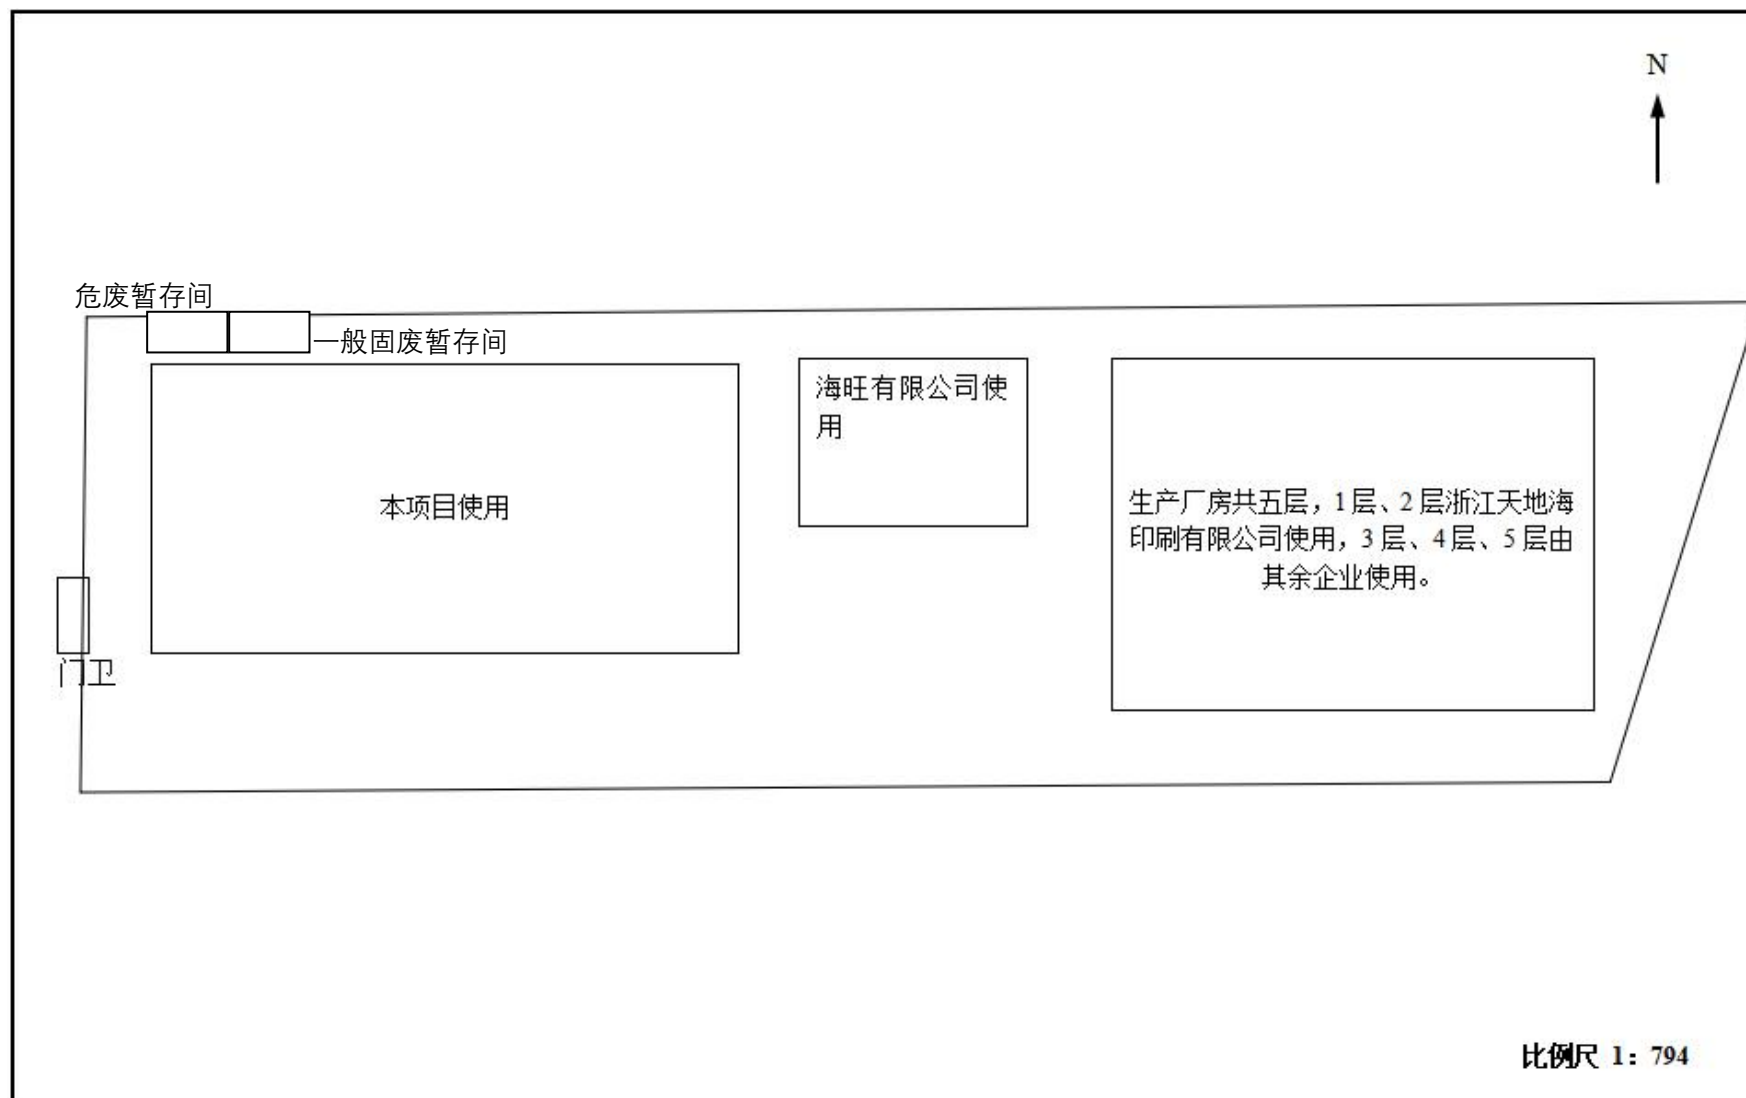 N
危废暂存间
一般固废暂存间
海旺有限公司使
用
本项目使用
生产厂房共五层，1层、2层浙江天地海
印刷有限公司使用，3层、4层、5层由
其余企业使用。
门卫
比例尺 1：794